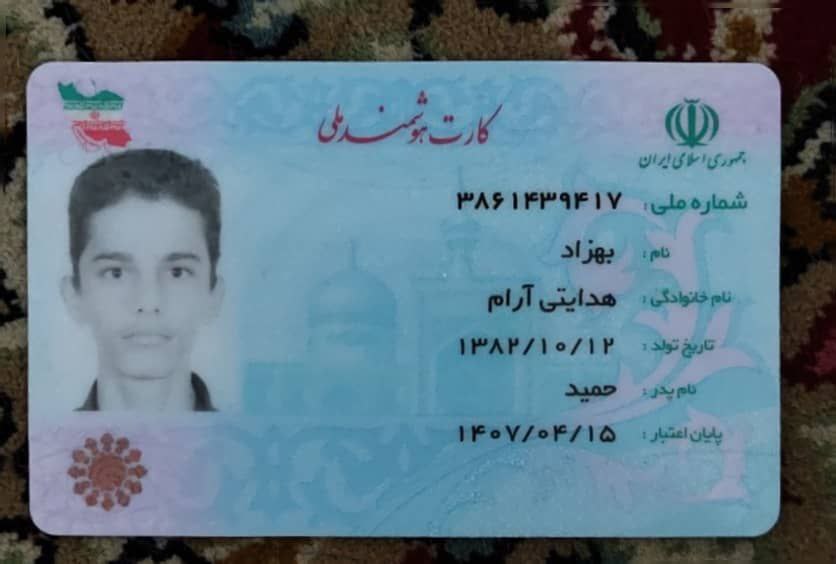 کارت هوشمند ملی
جمهوری اسلامی ایران
شماره ملی: ۳۸۶۱۴۳۹۴۱۷
نام: بهزاد
نام خانوادگی: هدایتی آرام
تاریخ تولد: ۱۳۸۲/۱۰/۱۲
نام پدر: حمید
پایان اعتبار: ۱۴۰۷/۰۴/۱۵